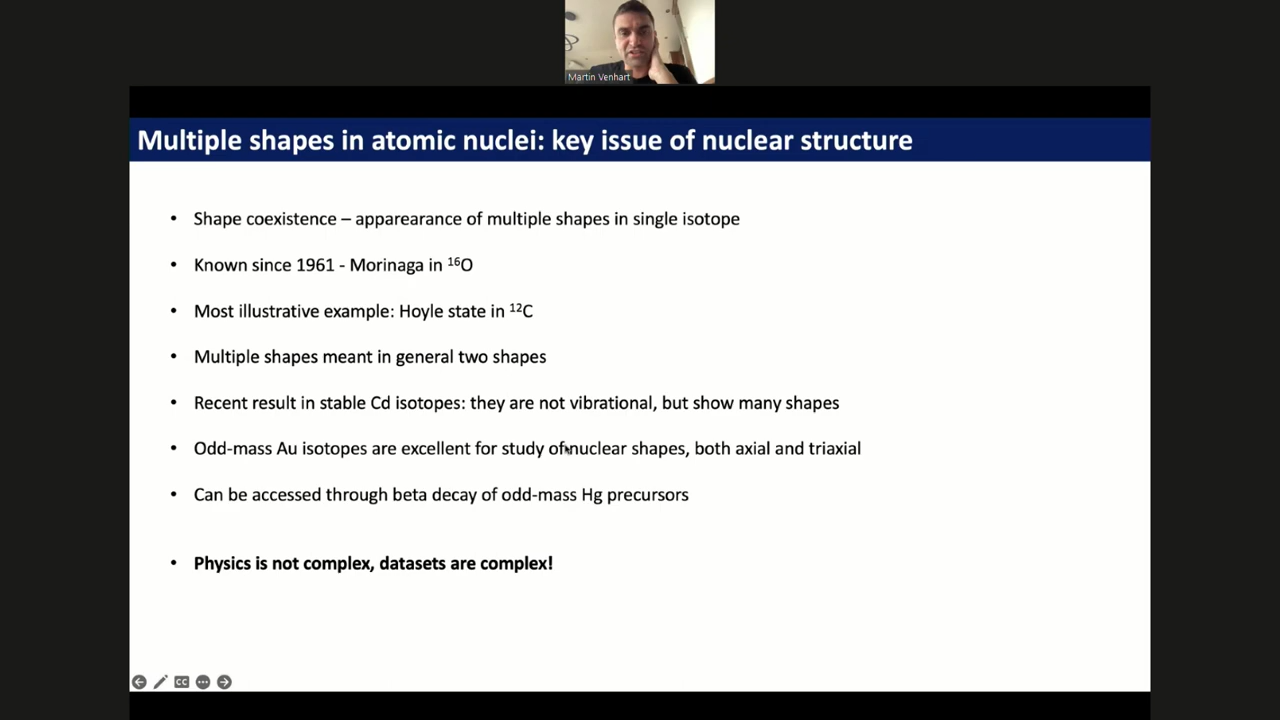 Martin Venhart
Multiple shapes in atomic nuclei: key issue of nuclear structure
• Shape coexistence – apparearance of multiple shapes in single isotope
• Known since 1961 - Morinaga in ¹⁶O
• Most illustrative example: Hoyle state in ¹²C
• Multiple shapes meant in general two shapes
• Recent result in stable Cd isotopes: they are not vibrational, but show many shapes
• Odd-mass Au isotopes are excellent for study of nuclear shapes, both axial and triaxial
• Can be accessed through beta decay of odd-mass Hg precursors
• Physics is not complex, datasets are complex!
CC